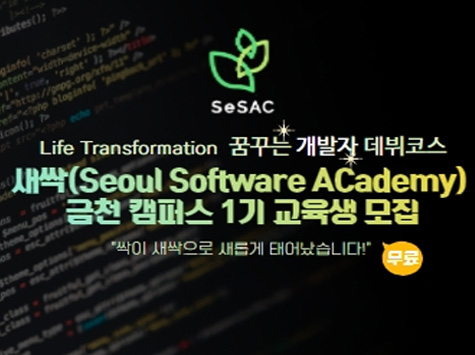 SeSAC
Life Transformation 꿈꾸는 개발자 데뷔코스
새싹(Seoul Software ACademy)
금천 캠퍼스 1기 교육생 모집
"싹이 새싹으로 새롭게 태어났습니다!"
무료